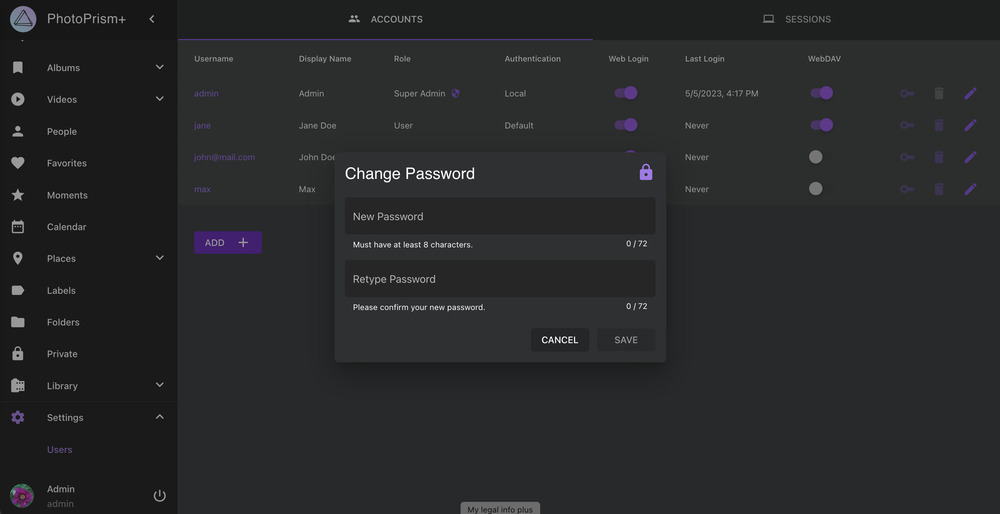 PhotoPrism+
Albums
Videos
People
Favorites
Moments
Calendar
Places
Labels
Folders
Private
Library
Settings
Users
Admin
admin
ACCOUNTS
SESSIONS
Username Display Name Role Authentication Web Login Last Login WebDAV
admin Admin Super Admin Local 5/5/2023, 4:17 PM
jane Jane Doe User Default Never
john@mail.com John Doe Never
max Max Never
ADD
Change Password
New Password
Must have at least 8 characters. 0 / 72
Retype Password
Please confirm your new password. 0 / 72
CANCEL SAVE
My legal info plus